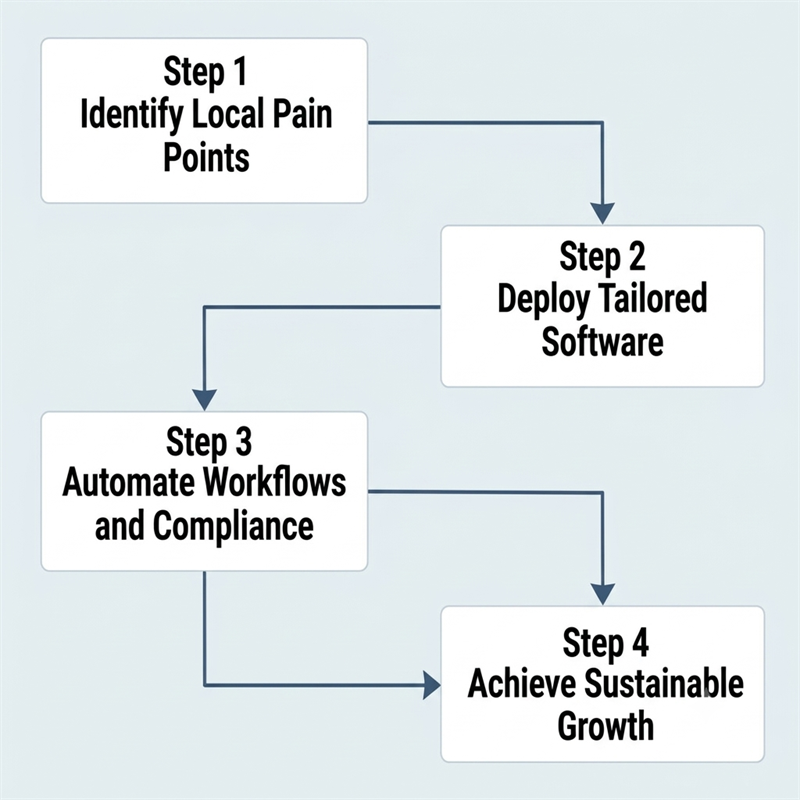 Step 1
Identify Local Pain
Points
Step 2
Deploy Tailored
Software
Step 3
Automate Workflows
and Compliance
Step 4
Achieve Sustainable
Growth